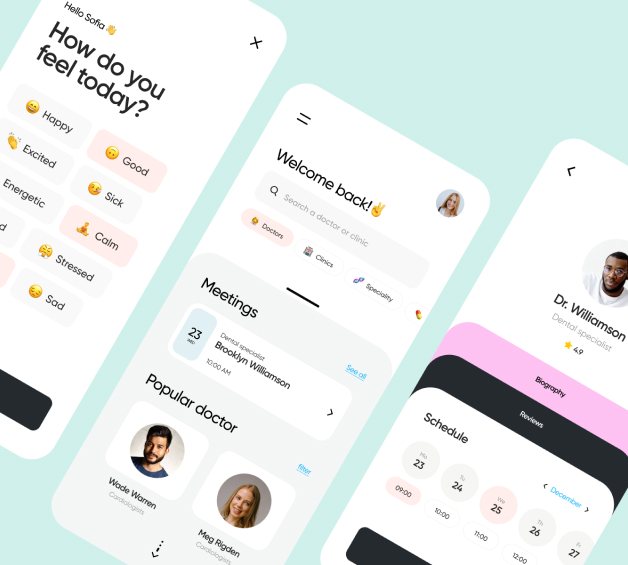 Hello Sofia 👋
How do you
feel today?
Happy
Good
Excited
Sick
Energetic
Calm
d
Stressed
Sad
Welcome back!✌️
Search a doctor or clinic
Doctors
Clinics
Speciality
Meetings
See all
23
WED
Dental specialist
Brooklyn Williamson
10:00 AM
Popular doctor
filter
Wade Warren
Cardiologists
Meg Rigden
Cardiologists
Dr. Williamson
Dental specialist
4.9
Biography
Reviews
Schedule
December
Mo
23
Tu
24
We
25
Th
26
Fr
27
09:00
10:00
11:00
12:00